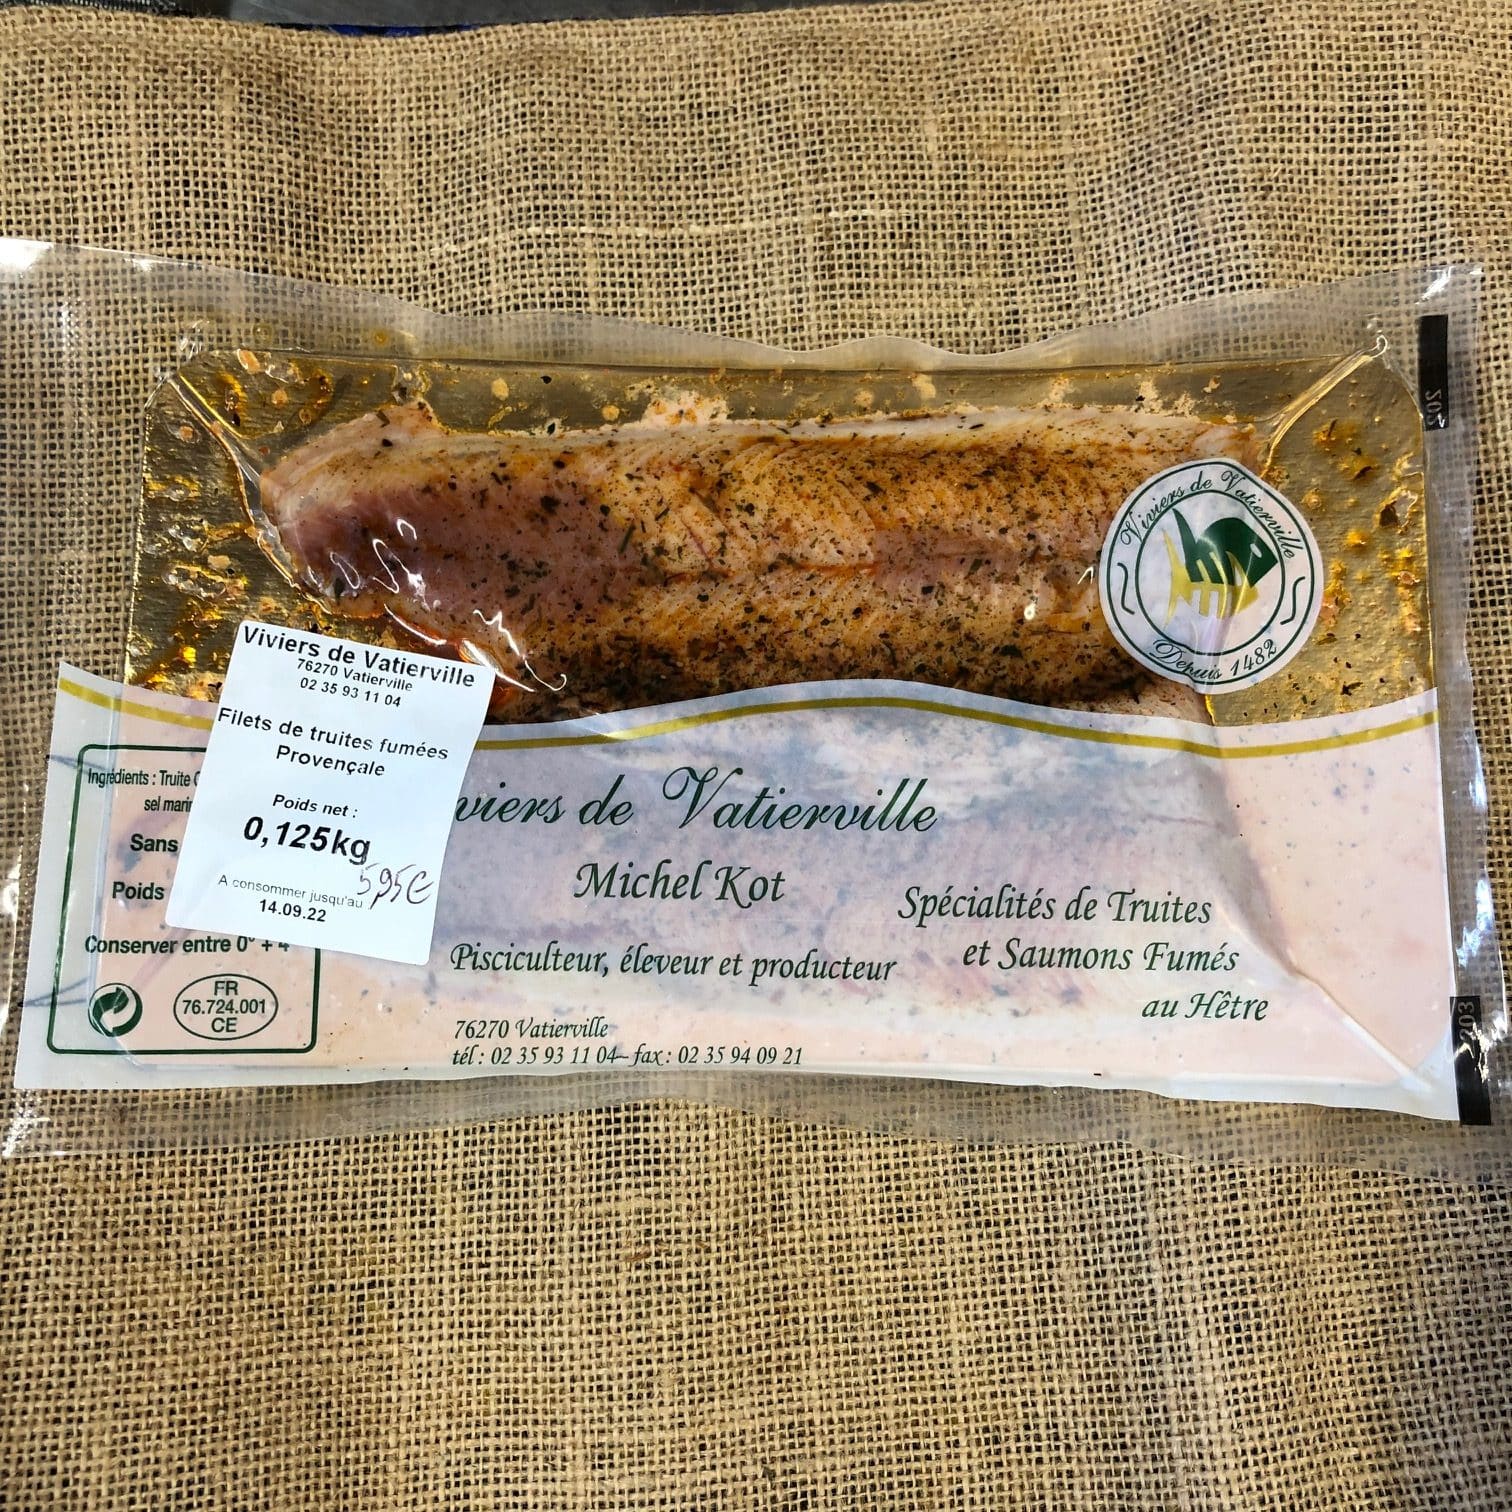 Viviers de Vatierville
Depuis 1482
Viviers de Vatierville
76270 Vatierville
02 35 93 11 04
Filets de truites fumées
Provençale
Poids net :
0,125kg
5,95€
A consommer jusqu'au
14.09.22
Ingrédients : Truite
sel marin
Sans
Poids
Conserver entre 0° + 4
FR
76.724.001
CE
viers de Vatierville
Michel Kot
Pisciculteur, éleveur et producteur
76270 Vatierville
tél : 02 35 93 11 04– fax : 02 35 94 09 21
Spécialités de Truites
et Saumons Fumés
au Hêtre
203
203